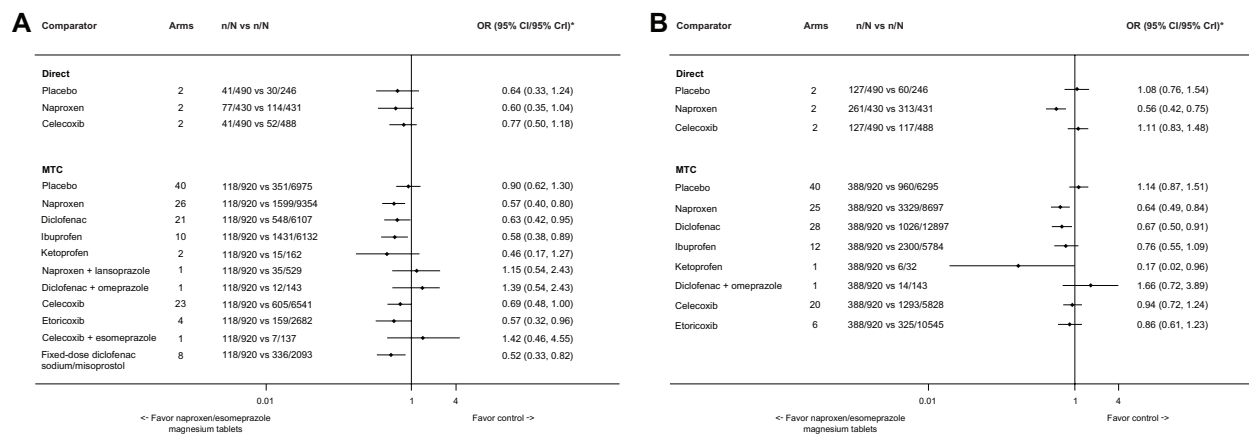 A
Comparator Arms n/N vs n/N OR (95% CI/95% CrI)*
Direct
Placebo 2 41/490 vs 30/246 0.64 (0.33, 1.24)
Naproxen 2 77/430 vs 114/431 0.60 (0.35, 1.04)
Celecoxib 2 41/490 vs 52/488 0.77 (0.50, 1.18)
MTC
Placebo 40 118/920 vs 351/6975 0.90 (0.62, 1.30)
Naproxen 26 118/920 vs 1599/9354 0.57 (0.40, 0.80)
Diclofenac 21 118/920 vs 548/6107 0.63 (0.42, 0.95)
Ibuprofen 10 118/920 vs 1431/6132 0.58 (0.38, 0.89)
Ketoprofen 2 118/920 vs 15/162 0.46 (0.17, 1.27)
Naproxen + lansoprazole 1 118/920 vs 35/529 1.15 (0.54, 2.43)
Diclofenac + omeprazole 1 118/920 vs 12/143 1.39 (0.54, 2.43)
Celecoxib 23 118/920 vs 605/6541 0.69 (0.48, 1.00)
Etoricoxib 4 118/920 vs 159/2682 0.57 (0.32, 0.96)
Celecoxib + esomeprazole 1 118/920 vs 7/137 1.42 (0.46, 4.55)
Fixed-dose diclofenac
sodium/misoprostol 8 118/920 vs 336/2093 0.52 (0.33, 0.82)
0.01 1 4
<- Favor naproxen/esomeprazole Favor control ->
magnesium tablets
B
Comparator Arms n/N vs n/N OR (95% CI/95% CrI)*
Direct
Placebo 2 127/490 vs 60/246 1.08 (0.76, 1.54)
Naproxen 2 261/430 vs 313/431 0.56 (0.42, 0.75)
Celecoxib 2 127/490 vs 117/488 1.11 (0.83, 1.48)
MTC
Placebo 40 388/920 vs 960/6295 1.14 (0.87, 1.51)
Naproxen 25 388/920 vs 3329/8697 0.64 (0.49, 0.84)
Diclofenac 28 388/920 vs 1026/12897 0.67 (0.50, 0.91)
Ibuprofen 12 388/920 vs 2300/5784 0.76 (0.55, 1.09)
Ketoprofen 1 388/920 vs 6/32 0.17 (0.02, 0.96)
Diclofenac + omeprazole 1 388/920 vs 14/143 1.66 (0.72, 3.89)
Celecoxib 20 388/920 vs 1293/5828 0.94 (0.72, 1.24)
Etoricoxib 6 388/920 vs 325/10545 0.86 (0.61, 1.23)
0.01 1 4
<- Favor naproxen/esomeprazole Favor control ->
magnesium tablets